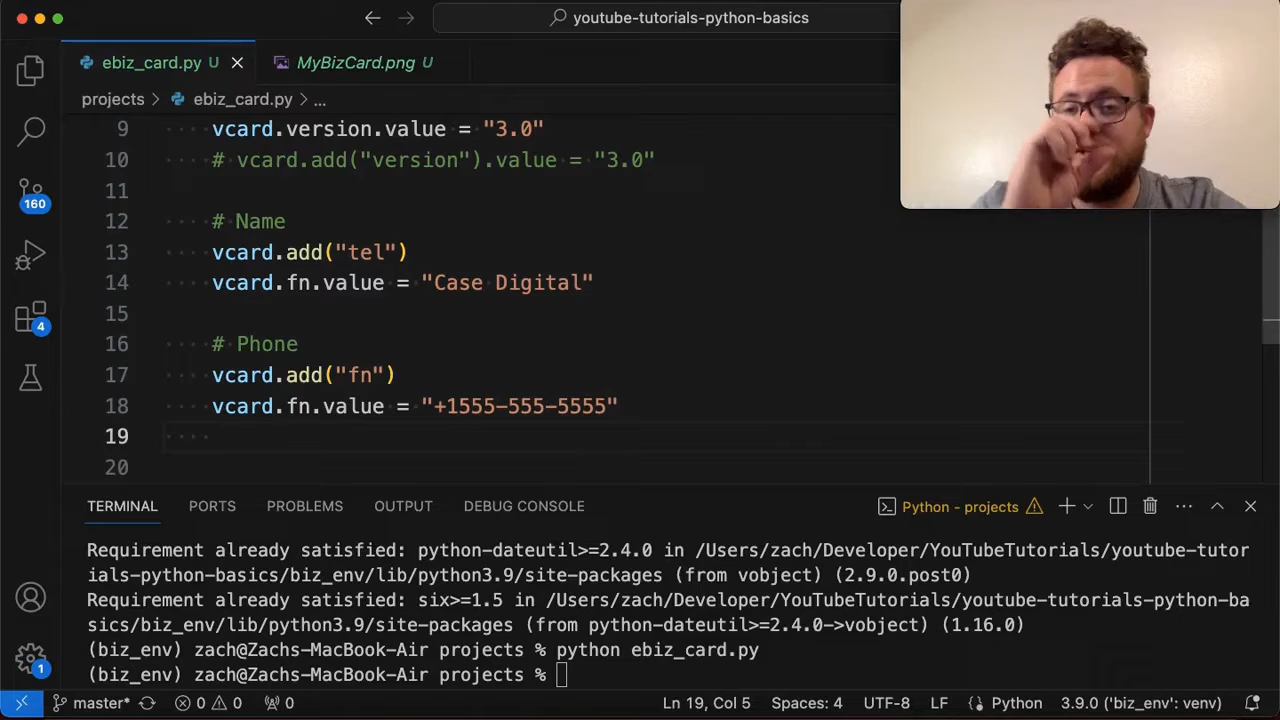 youtube-tutorials-python-basics
ebiz_card.py U
MyBizCard.png U
projects > ebiz_card.py > ...
9 vcard.version.value = "3.0"
10 # vcard.add("version").value = "3.0"
11
12 # Name
13 vcard.add("tel")
14 vcard.fn.value = "Case Digital"
15
16 # Phone
17 vcard.add("fn")
18 vcard.fn.value = "+1555-555-5555"
19
20
160
4
1
TERMINAL PORTS PROBLEMS OUTPUT DEBUG CONSOLE Python - projects
Requirement already satisfied: python-dateutil>=2.4.0 in /Users/zach/Developer/YouTubeTutorials/youtube-tutor
ials-python-basics/biz_env/lib/python3.9/site-packages (from vobject) (2.9.0.post0)
Requirement already satisfied: six>=1.5 in /Users/zach/Developer/YouTubeTutorials/youtube-tutorials-python-ba
sics/biz_env/lib/python3.9/site-packages (from python-dateutil>=2.4.0->vobject) (1.16.0)
(biz_env) zach@Zachs-MacBook-Air projects % python ebiz_card.py
(biz_env) zach@Zachs-MacBook-Air projects %
master* 0 0 0 Ln 19, Col 5 Spaces: 4 UTF-8 LF Python 3.9.0 ('biz_env': venv)